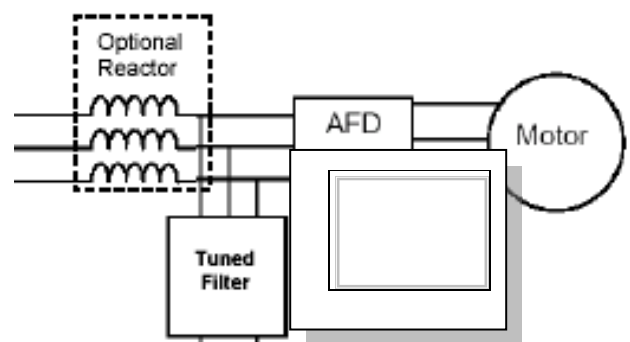 Optional
Reactor
AFD
Motor
Tuned
Filter